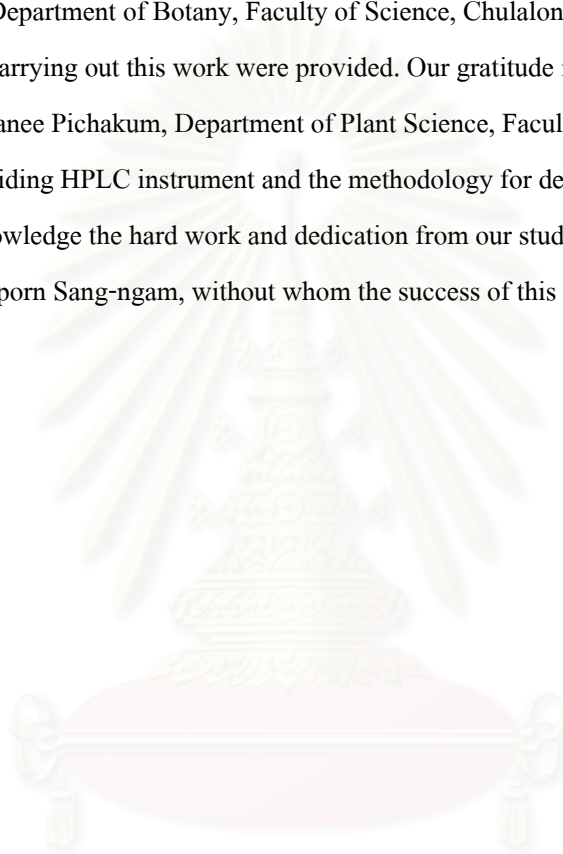 Department of Botany, Faculty of Science, Chulalon
arrying out this work were provided. Our gratitude
anee Pichakum, Department of Plant Science, Facul
iding HPLC instrument and the methodology for de
owledge the hard work and dedication from our stud
porn Sang-ngam, without whom the success of this